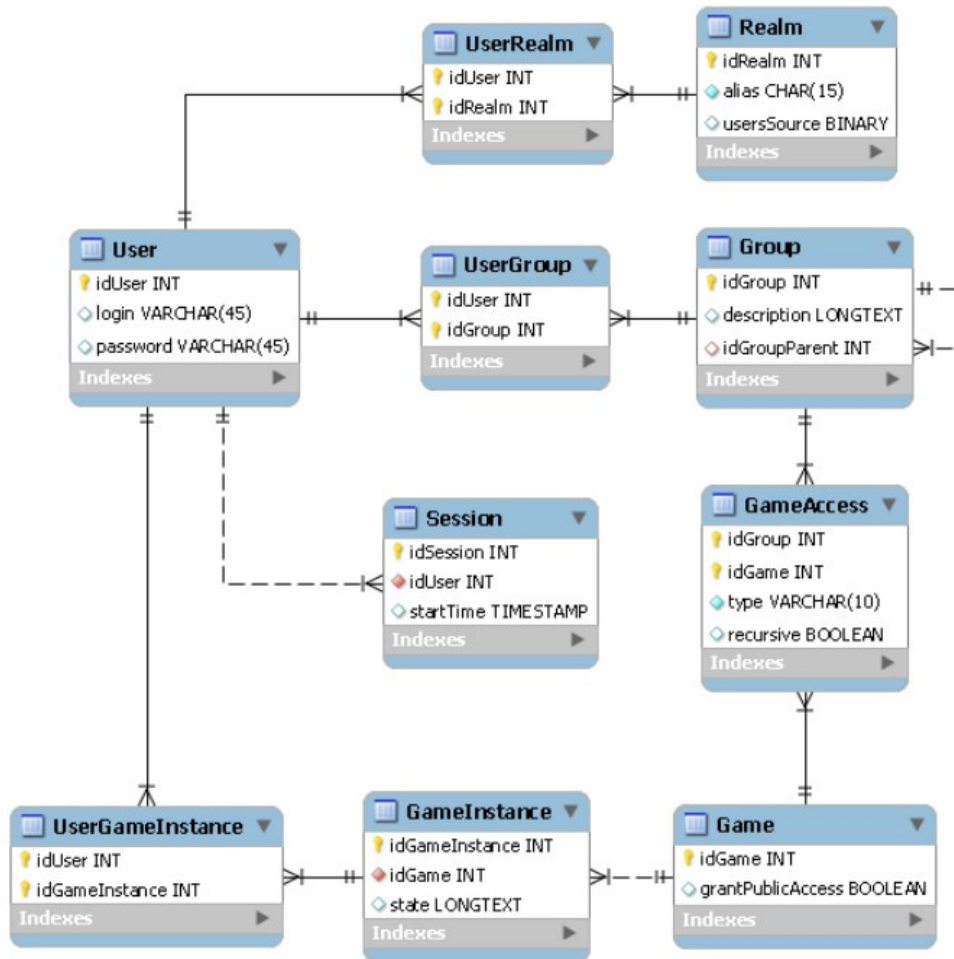 UserRealm
idUser INT
idRealm INT
Indexes
Realm
idRealm INT
alias CHAR(15)
usersSource BINARY
Indexes
User
idUser INT
login VARCHAR(45)
password VARCHAR(45)
Indexes
UserGroup
idUser INT
idGroup INT
Indexes
Group
idGroup INT
description LONGTEXT
idGroupParent INT
Indexes
Session
idSession INT
idUser INT
startTime TIMESTAMP
Indexes
GameAccess
idGroup INT
idGame INT
type VARCHAR(10)
recursive BOOLEAN
Indexes
UserGameInstance
idUser INT
idGameInstance INT
Indexes
GameInstance
idGameInstance INT
idGame INT
state LONGTEXT
Indexes
Game
idGame INT
grantPublicAccess BOOLEAN
Indexes